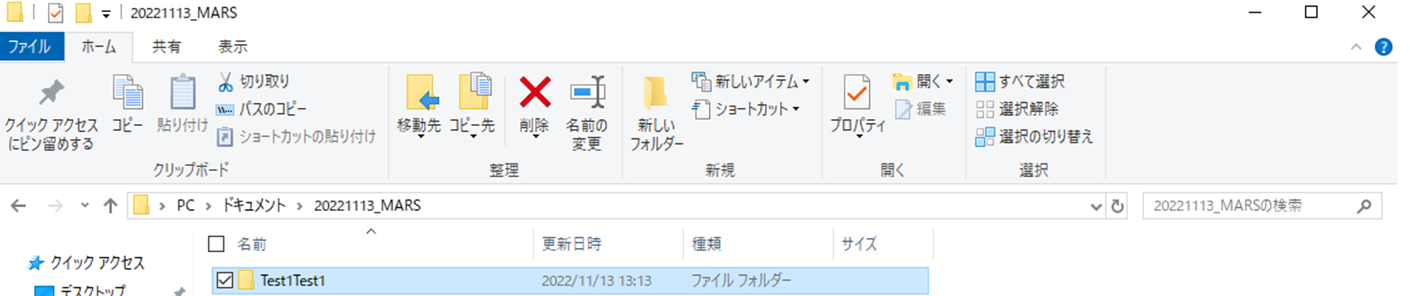 20221113_MARS
ファイル ホーム 共有 表示
クイック アクセス
にピン留めする
コピー
貼り付け
切り取り
パスのコピー
ショートカットの貼り付け
クリップボード
移動先
コピー先
削除
名前の
変更
整理
新しい
フォルダー
新しいアイテム
ショートカット
新規
プロパティ
開く
編集
開く
すべて選択
選択解除
選択の切り替え
選択
PC ドキュメント 20221113_MARS
20221113_MARSの検索
名前 更新日時 種類 サイズ
クイック アクセス
Test1Test1 2022/11/13 13:13 ファイル フォルダー
デスクトップ